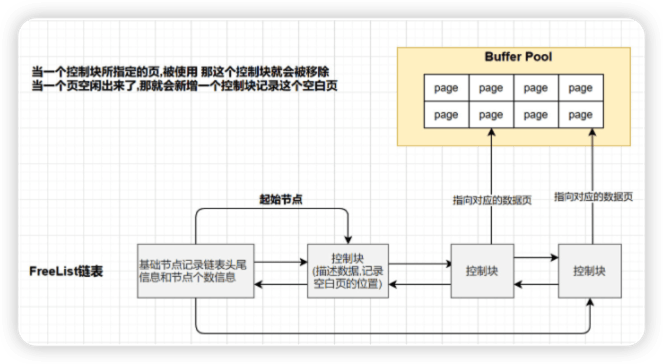 当一个控制块所指定的页,被使用 那这个控制块就会被移除
当一个页空闲出来了,那就会新增一个控制块记录这个空白页
Buffer Pool
page page page page
page page page page
起始节点
指向对应的数据页
指向对应的数据页
FreeList链表
基础节点记录链表头尾
信息和节点个数信息
控制块
(描述数据,记录
空白页的位置)
控制块
控制块